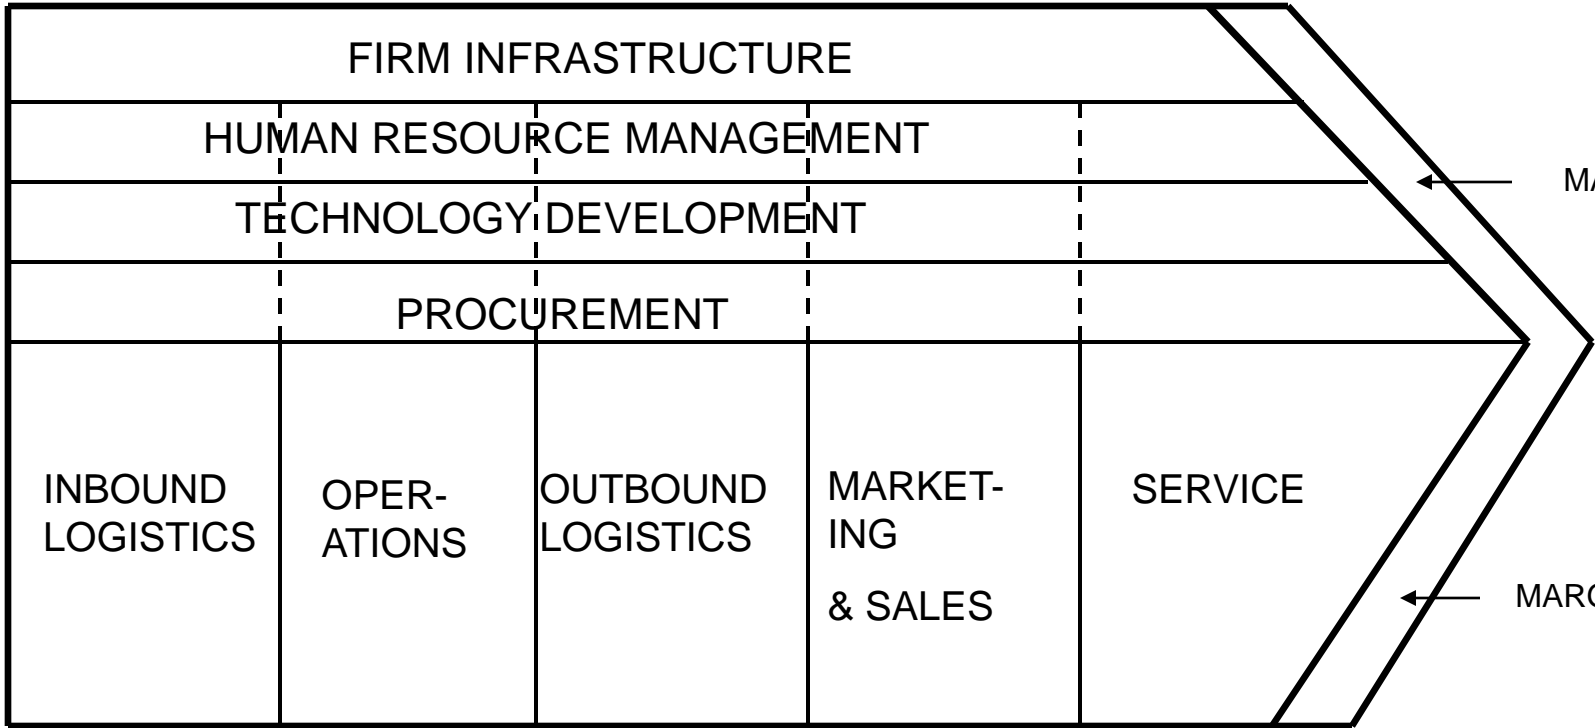 FIRM INFRASTRUCTURE
HUMAN RESOURCE MANAGEMENT
TECHNOLOGY DEVELOPMENT
PROCUREMENT
INBOUND
LOGISTICS
OPER-
ATIONS
OUTBOUND
LOGISTICS
MARKET-
ING
& SALES
SERVICE